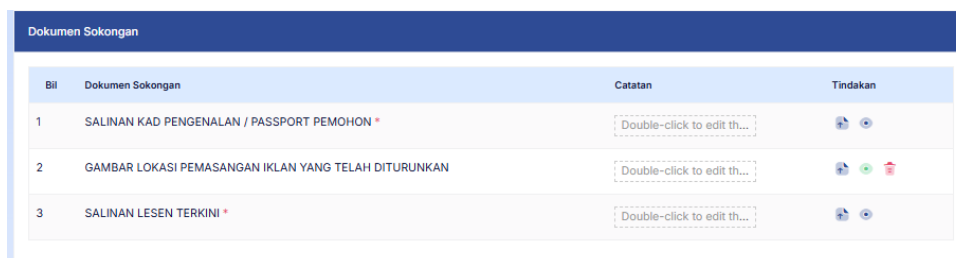 Dokumen Sokongan
Bil Dokumen Sokongan Catatan Tindakan
1 SALINAN KAD PENGENALAN / PASSPORT PEMOHON * Double-click to edit th...
2 GAMBAR LOKASI PEMASANGAN IKLAN YANG TELAH DITURUNKAN Double-click to edit th...
3 SALINAN LESEN TERKINI * Double-click to edit th...